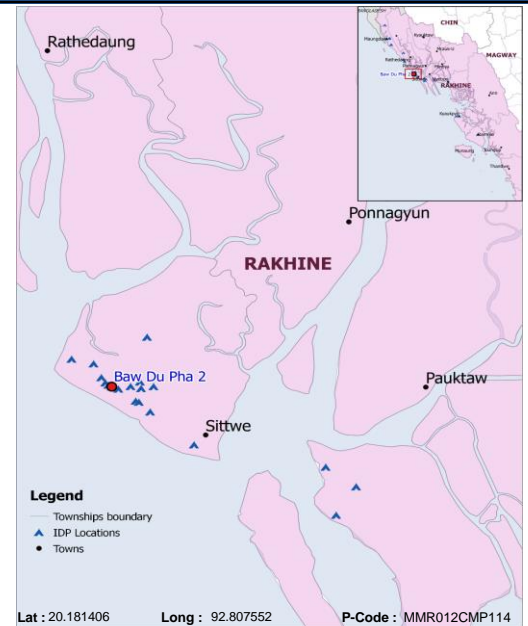 Rathedaung
Ponnagyun
RAKHINE
Baw Du Pha 2
Pauktaw
Sittwe
Legend
Townships boundary
IDP Locations
Towns
CHIN
MAGWAY
RAKHINE
Lat : 20.181406 Long : 92.807552 P-Code : MMR012CMP114